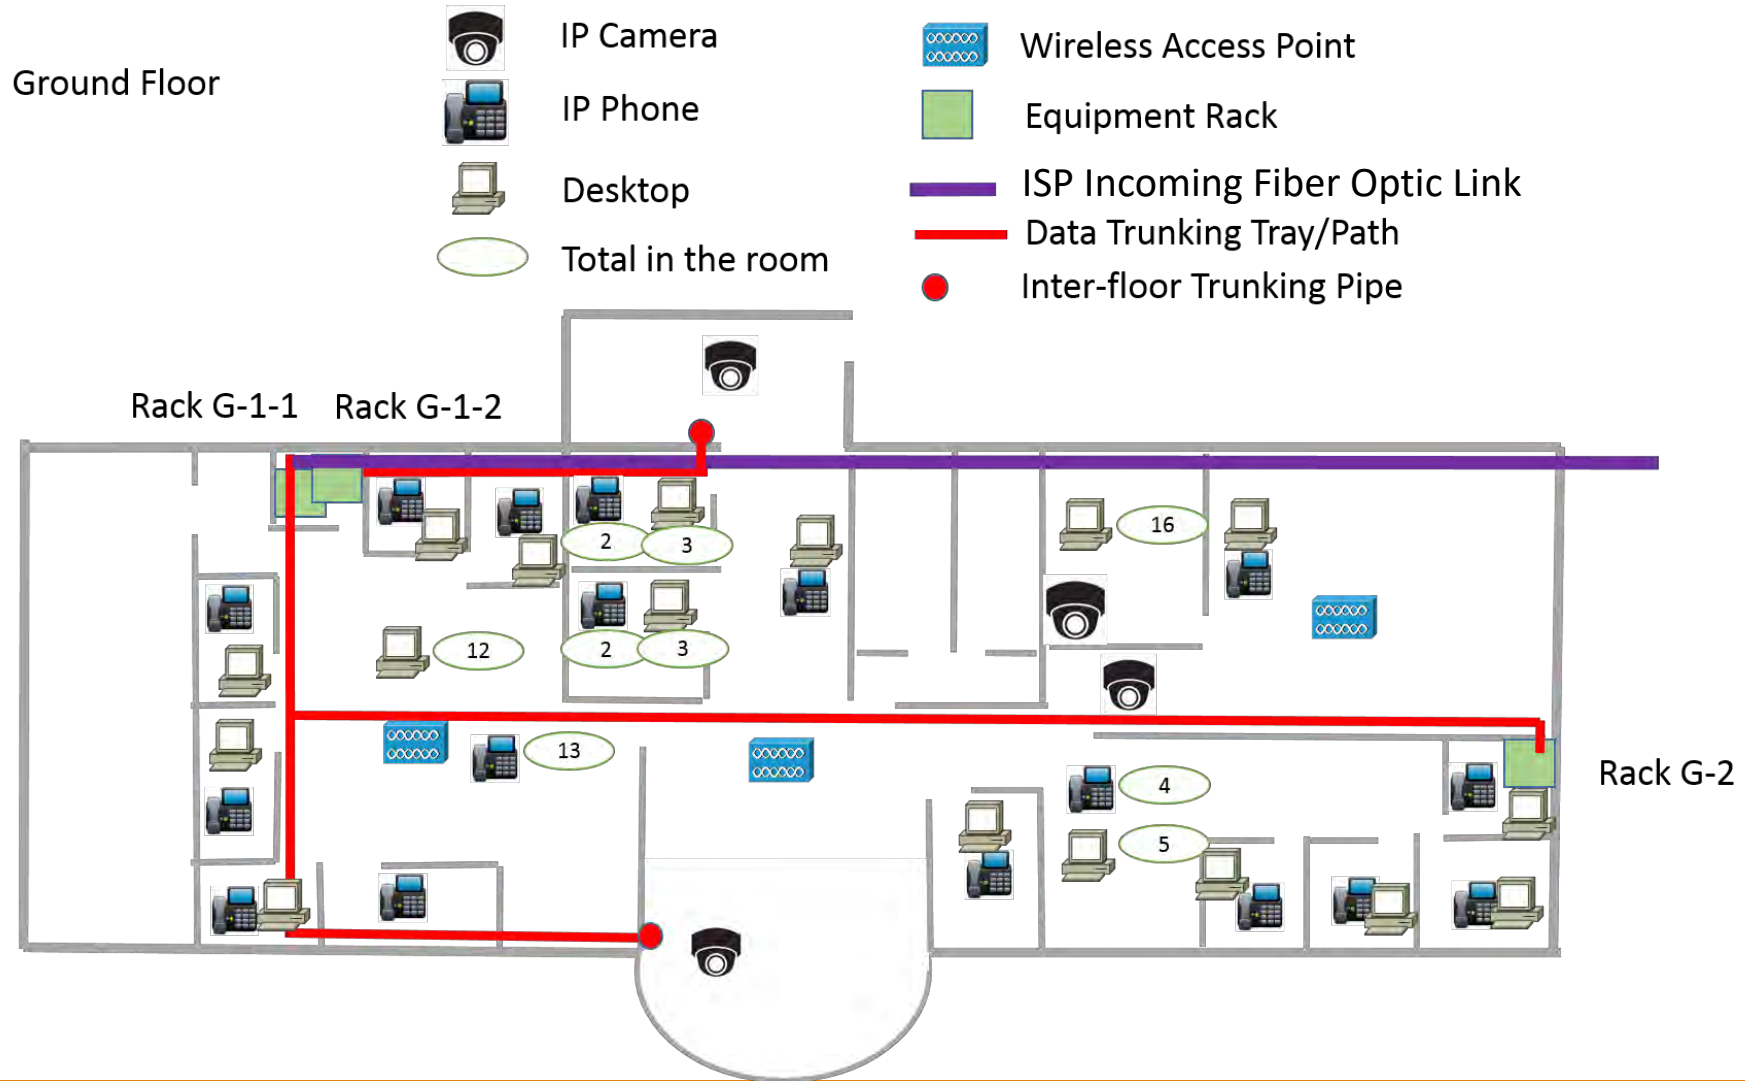 Ground Floor
IP Camera
IP Phone
Desktop
Total in the room
Wireless Access Point
Equipment Rack
ISP Incoming Fiber Optic Link
Data Trunking Tray/Path
Inter-floor Trunking Pipe
Rack G-1-1
Rack G-1-2
2
3
16
2
3
12
13
4
5
Rack G-2